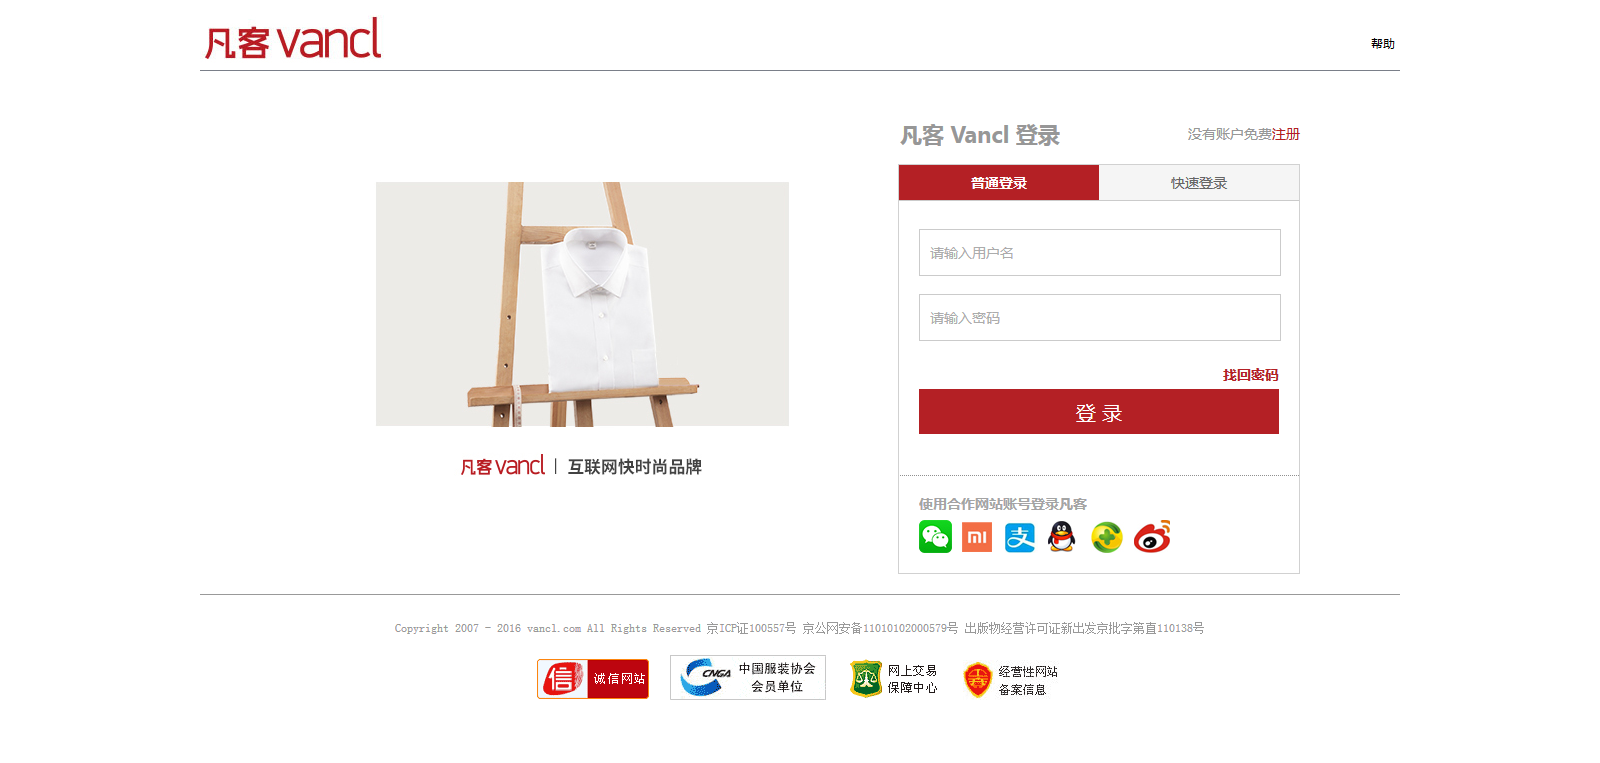 凡客 vancl
帮助
凡客 Vancl 登录
没有账户免费注册
普通登录
快速登录
请输入用户名
请输入密码
找回密码
登 录
凡客 vancl | 互联网快时尚品牌
使用合作网站账号登录凡客
mi
支
Copyright 2007 - 2016 vancl.com All Rights Reserved 京ICP证100557号 京公网安备11010102000579号 出版物经营许可证新出发京批字第直110138号
信 诚信网站
CNGA 中国服装协会
会员单位
网上交易
保障中心
经营性网站
备案信息